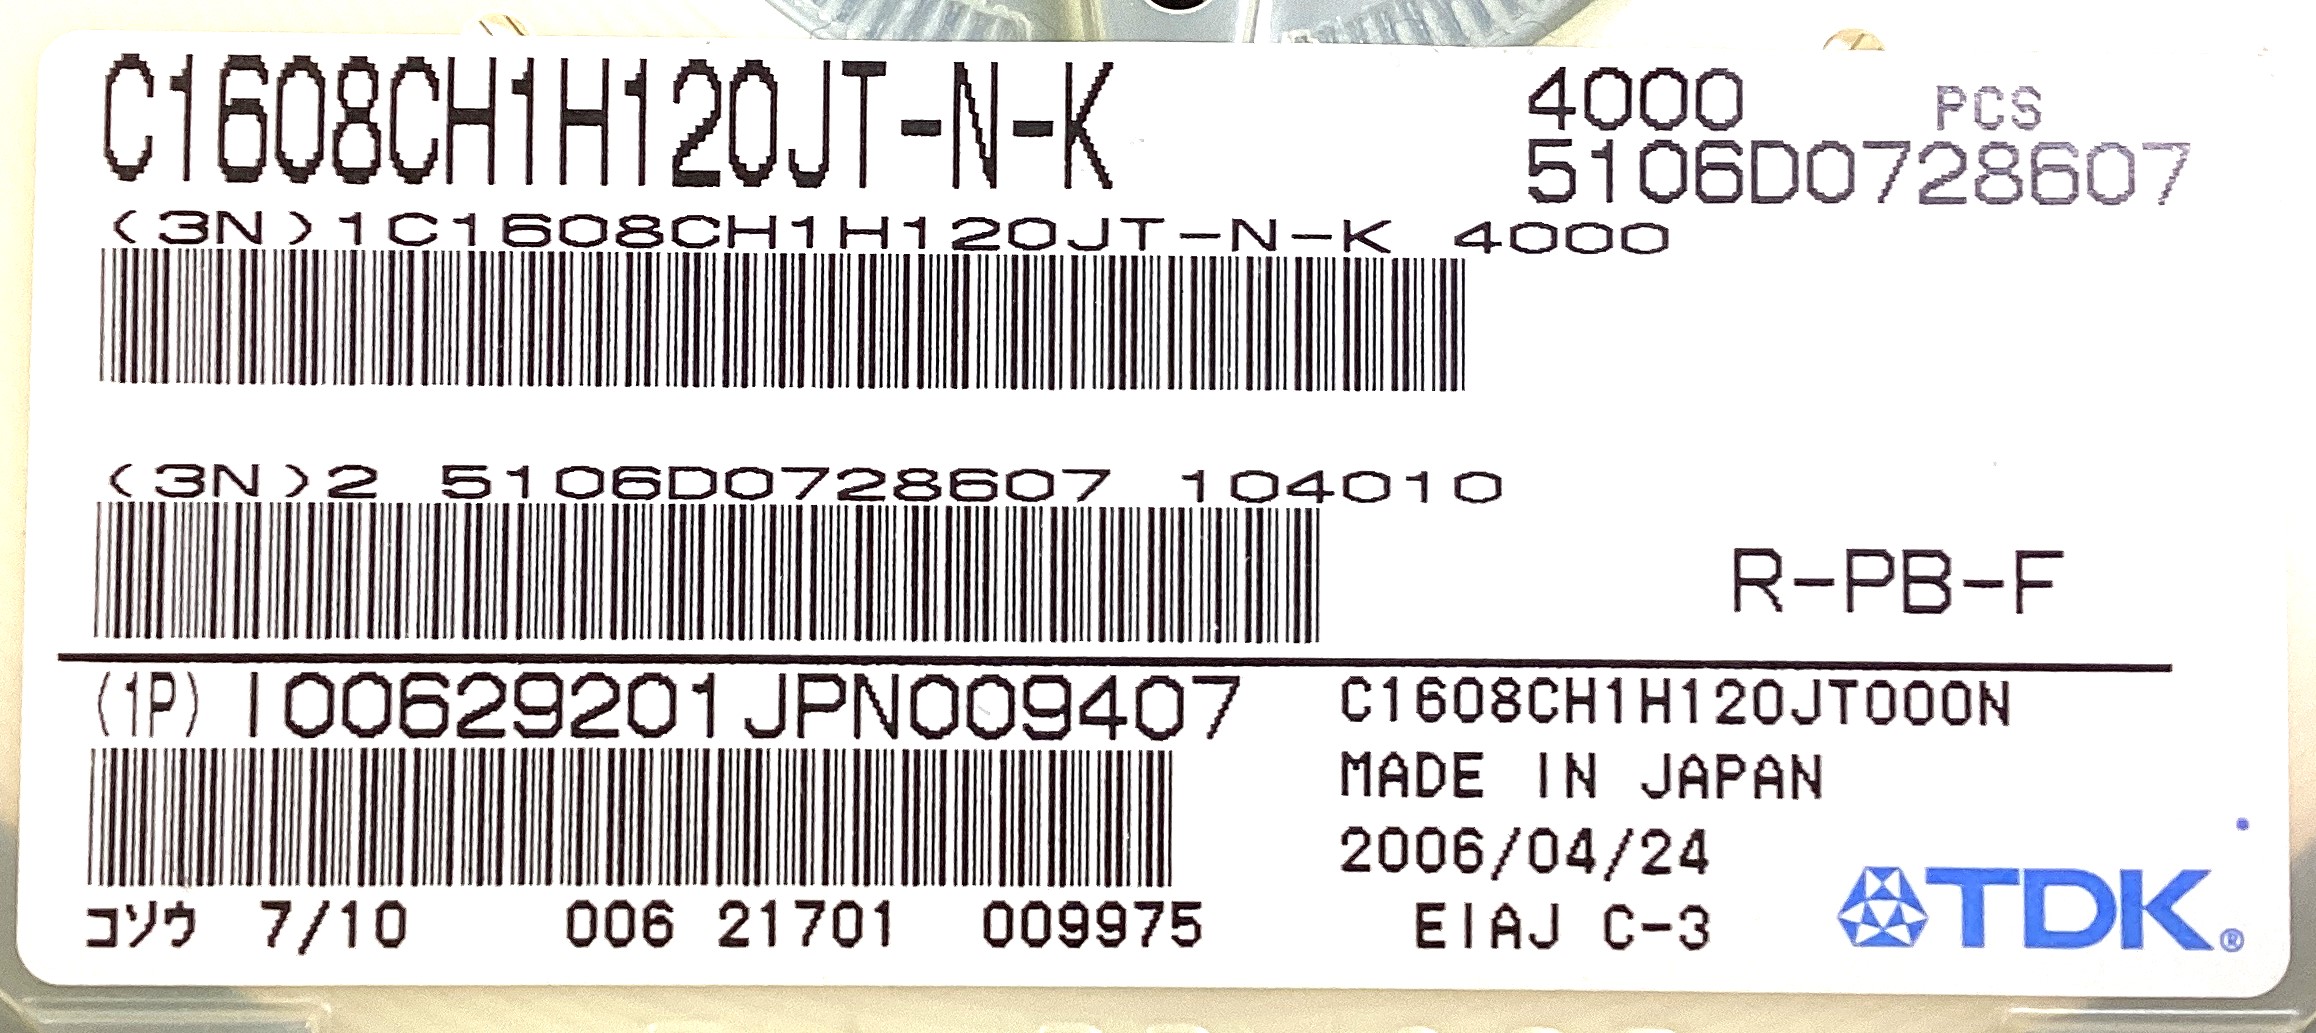 C1608CH1H120JT-N-K
4000 PCS
5106D0728607
(3N)1C1608CH1H120JT-N-K 4000
(3N)2 5106D0728607 104010
R-PB-F
(1P) I00629201JPN009407
C1608CH1H120JT000N
MADE IN JAPAN
2006/04/24
コソウ 7/10 006 21701 009975
EIAJ C-3
TDK®